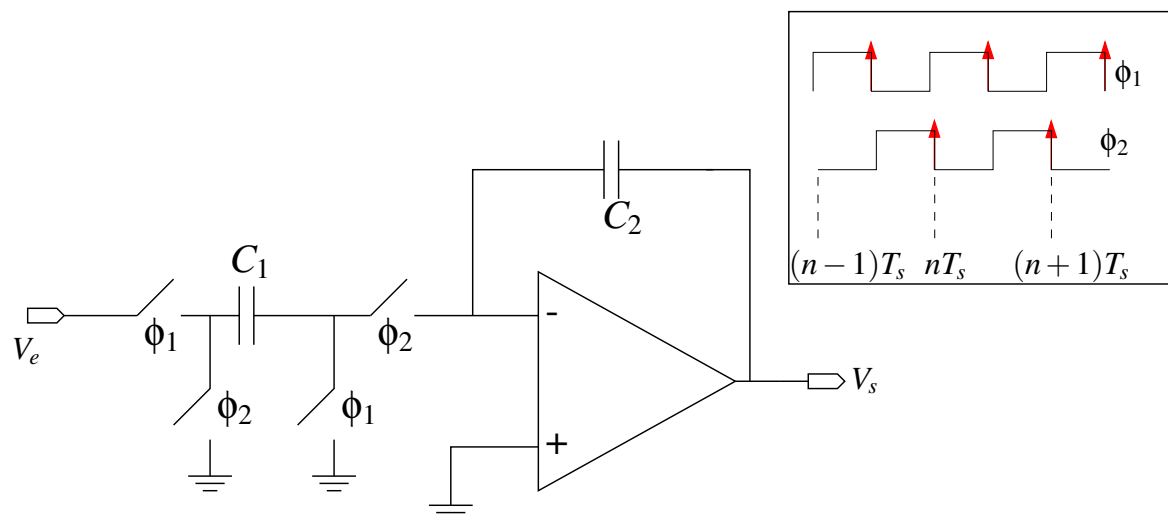 ϕ₁
ϕ₂
(n − 1)Tₛ nTₛ (n + 1)Tₛ
C₂
C₁
Vₑ
ϕ₁
ϕ₂
ϕ₂
ϕ₁
-
+
Vₛ